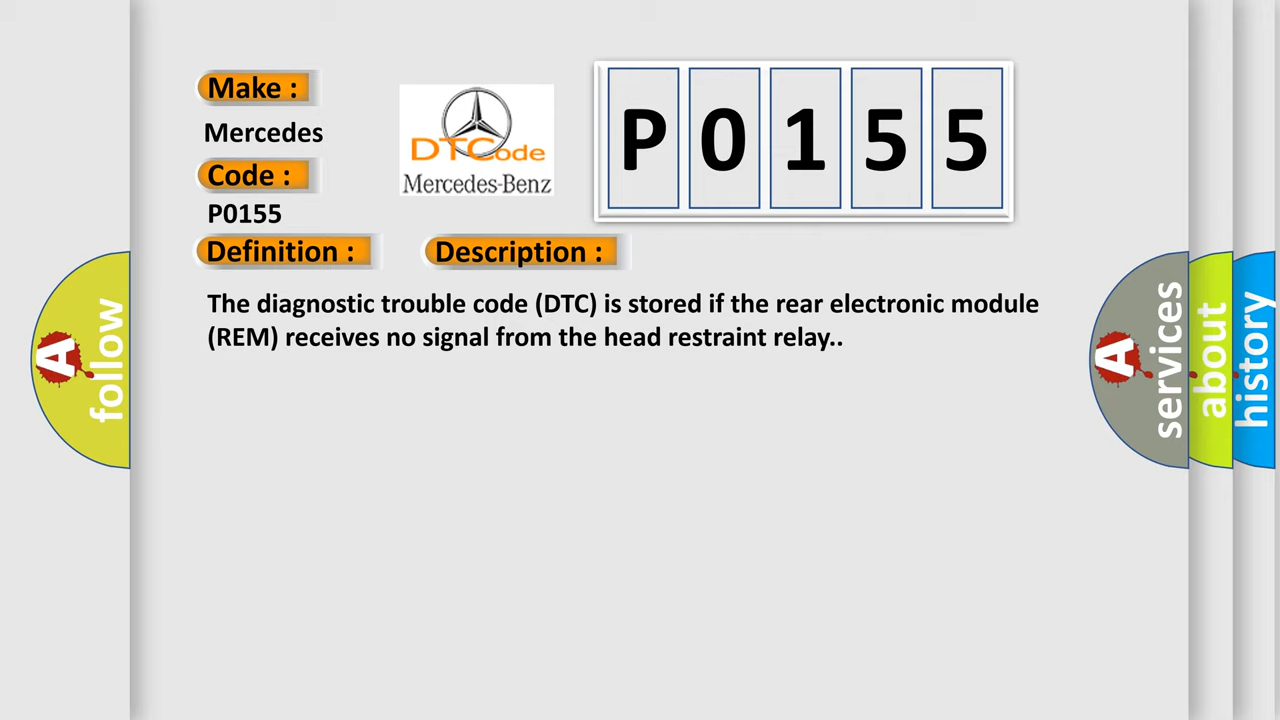 Make :
Mercedes
Code :
P0155
DTCode
Mercedes-Benz
P0155
Definition :
Description :
The diagnostic trouble code (DTC) is stored if the rear electronic module
(REM) receives no signal from the head restraint relay..
A follow
A services
about
history